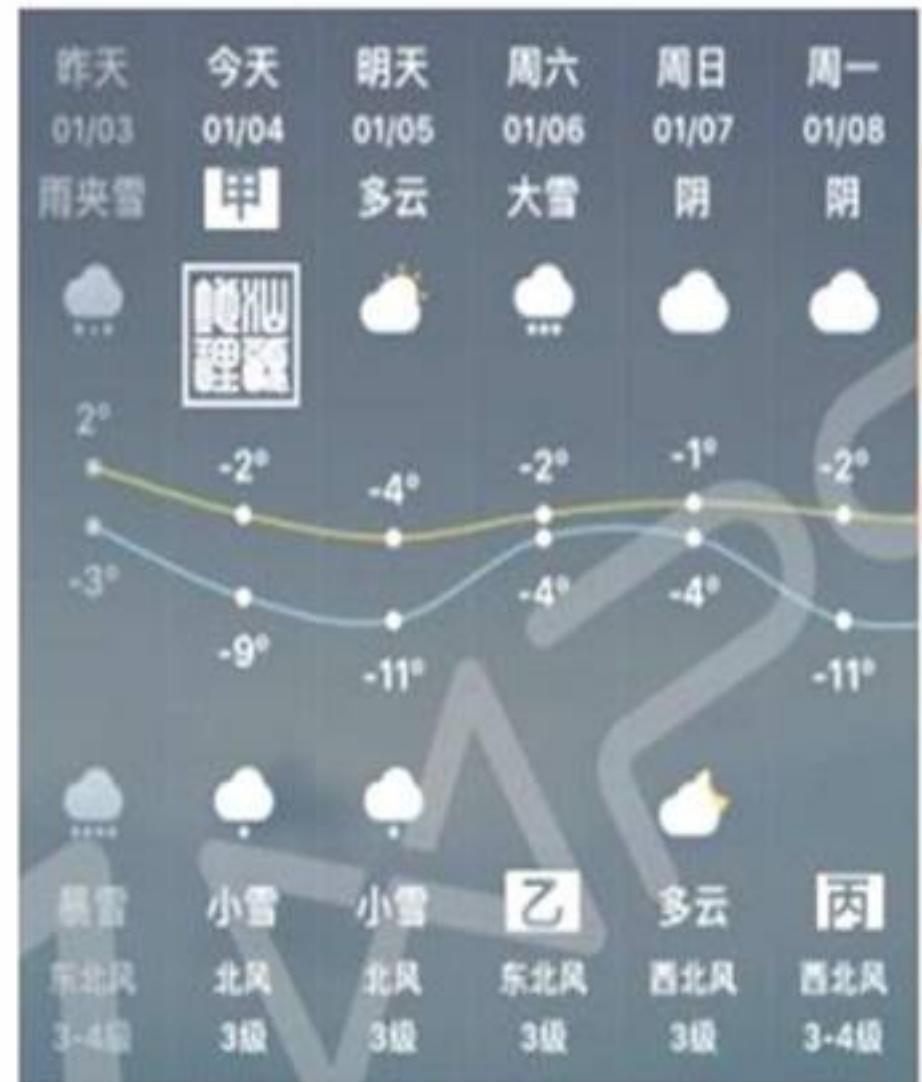 昨天 今天 明天 周六 周日 周一
01/03 01/04 01/05 01/06 01/07 01/08
雨夹雪 甲 多云 大雪 阴 阴
2° -2° -4° -2° -1° -2°
-3° -9° -11° -4° -4° -11°
暴雪 小雪 小雪 乙 多云 丙
东北风 北风 北风 东北风 西北风 西北风
3-4级 3级 3级 3级 3级 3-4级